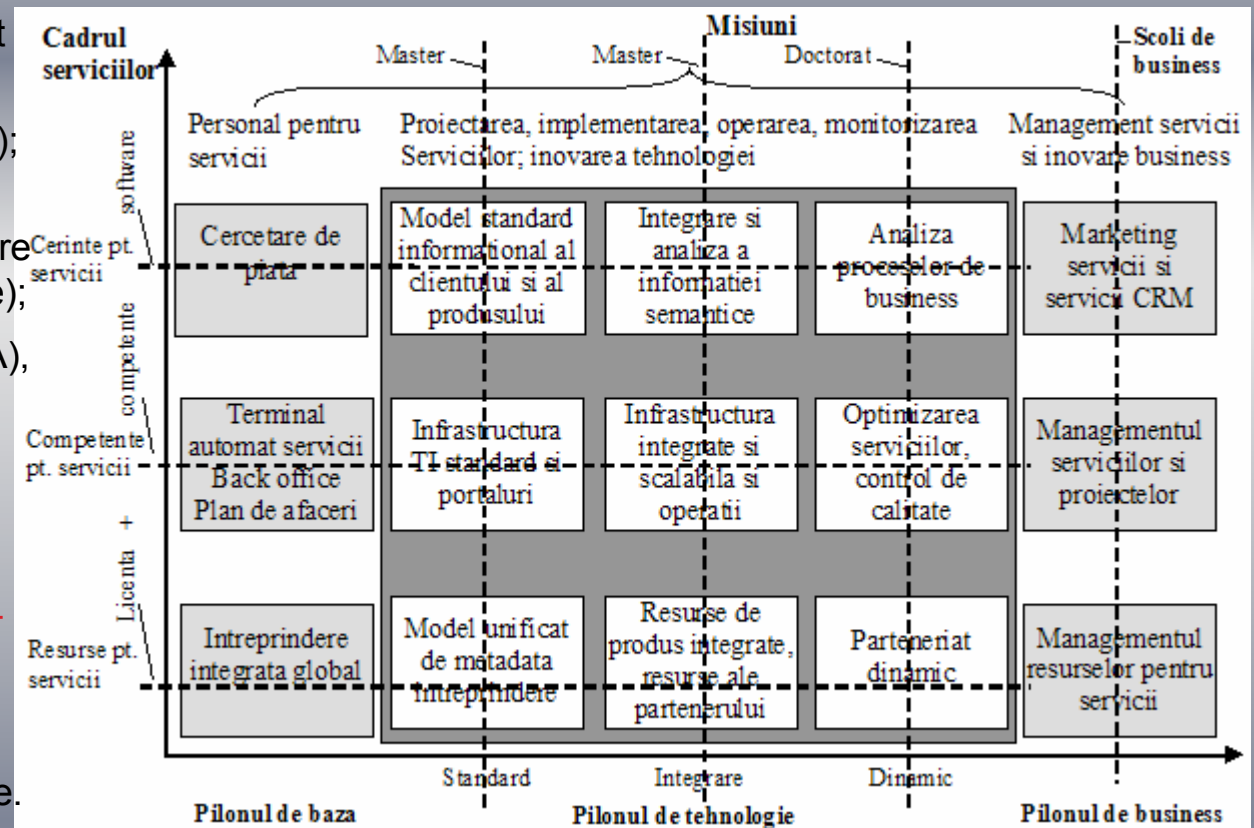 t
);
re
e);
A),
e.
Cadrul
serviciilor
Misiuni
Master
Master
Doctorat
Scoli de
business
Personal pentru
servicii
Proiectarea, implementarea, operarea, monitorizarea
Serviciilor; inovarea tehnologiei
Management servicii
si inovare business
software
competente
+
Licenta
Cerinte pt.
servicii
Cercetare de
piata
Model standard
informational al
clientului si al
produsului
Integrare si
analiza a
informatiei
semantice
Analiza
proceselor de
business
Marketing
servicii si
servicii CRM
Competente
pt. servicii
Terminal
automat servicii
Back office
Plan de afaceri
Infrastructura
TI standard si
portaluri
Infrastructura
integrate si
scalabila si
operatii
Optimizarea
serviciilor,
control de
calitate
Managementul
serviciilor si
proiectelor
Resurse pt.
servicii
Intreprindere
integrata global
Model unificat
de metadata
intreprindere
Resurse de
produs integrate,
resurse ale
partenerului
Parteneriat
dinamic
Managementul
resurselor pentru
servicii
Standard
Integrare
Dinamic
Pilonul de baza
Pilonul de tehnologie
Pilonul de business